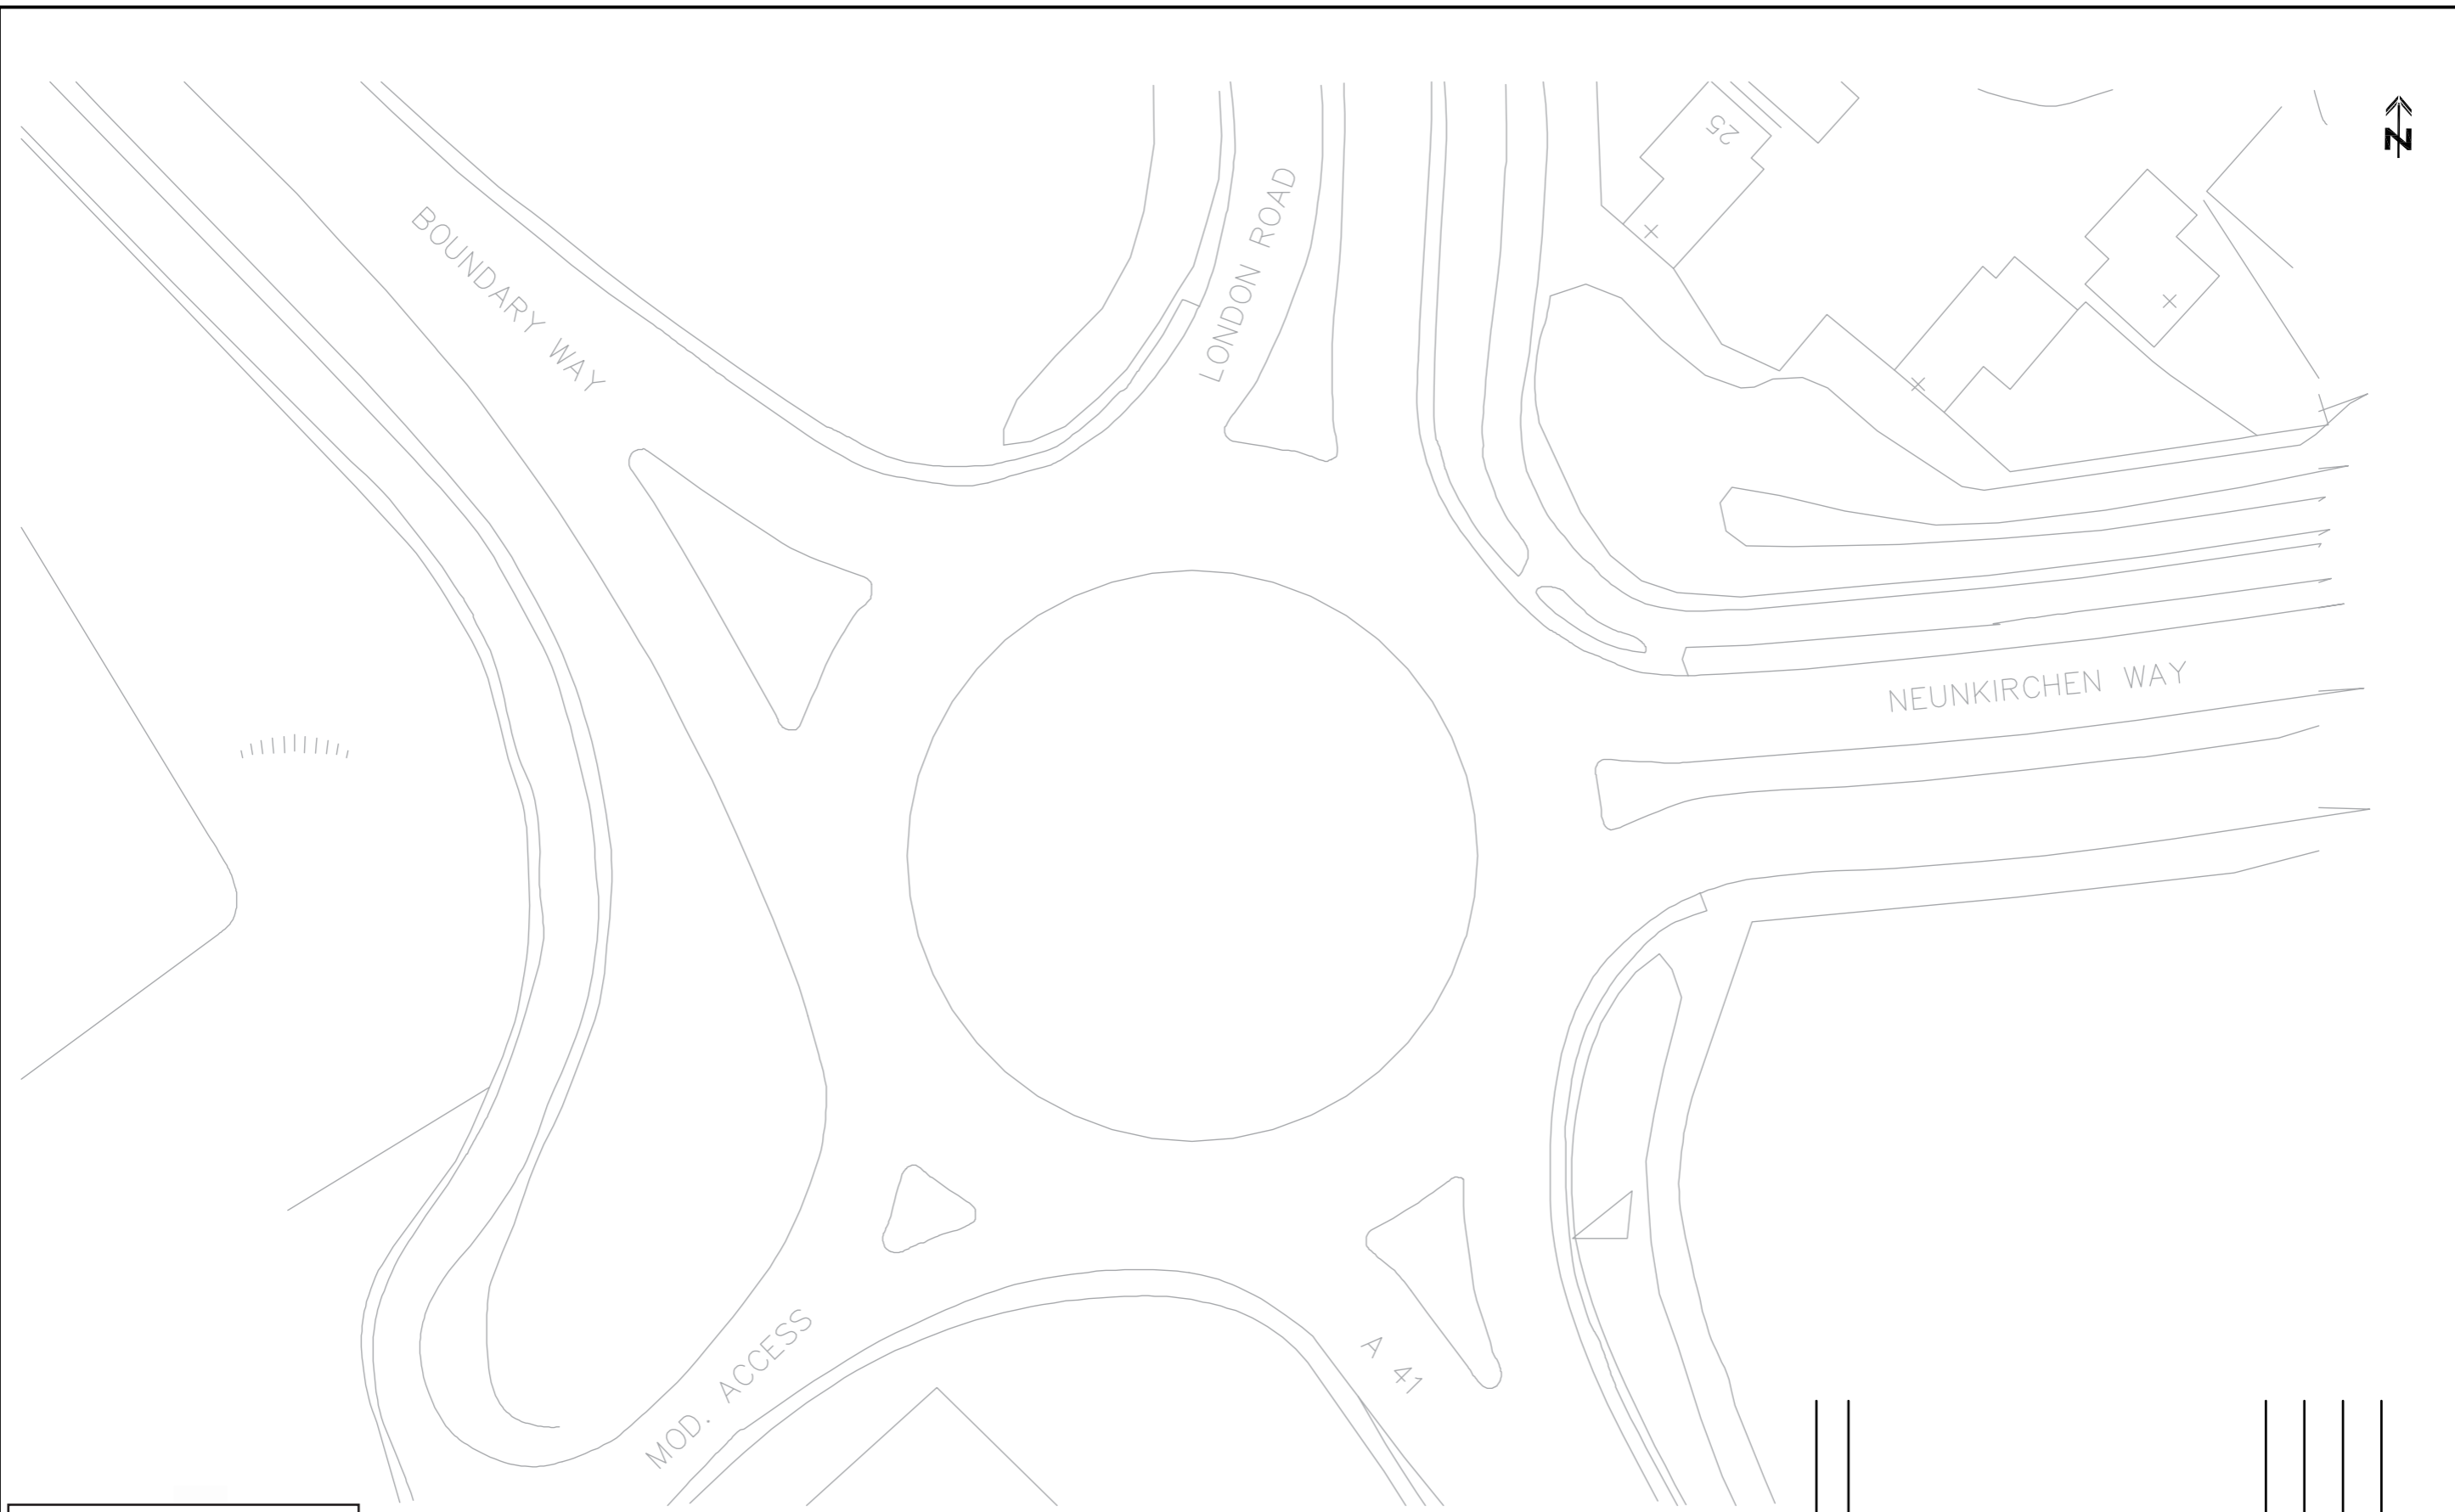 N
25
LONDON ROAD
BOUNDARY WAY
NEUNKIRCHEN WAY
MOD. ACCESS
A 41